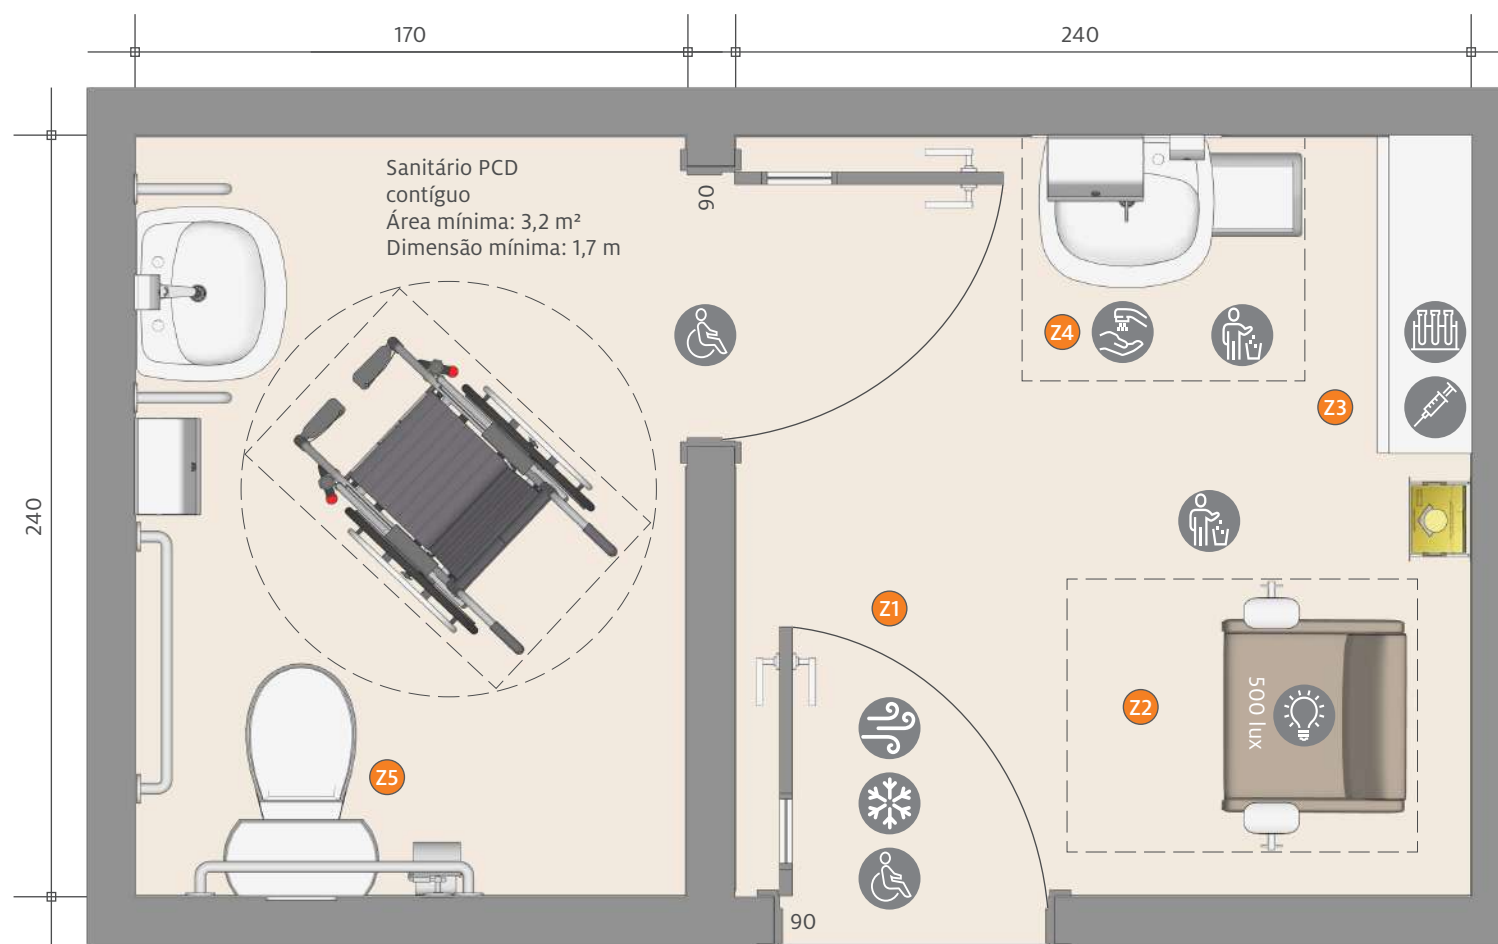 170
240
Sanitário PCD
contíguo
Área mínima: 3,2 m²
Dimensão mínima: 1,7 m
90
Z4
Z3
240
Z1
Z2
500 lux
Z5
90